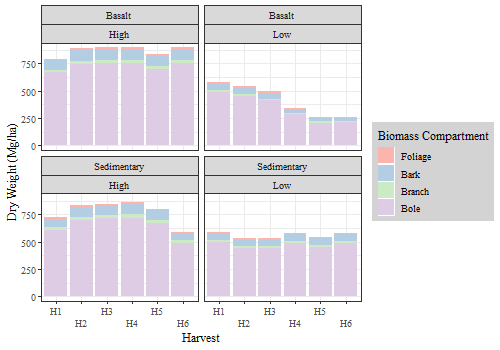 Basalt
Basalt
High
Low
750
500
250
0
Sedimentary
Sedimentary
High
Low
750
500
250
0
H1
H2
H3
H4
H5
H6
H1
H2
H3
H4
H5
H6
Harvest
Dry Weight (Mg/ha)
Biomass Compartment
Foliage
Bark
Branch
Bole